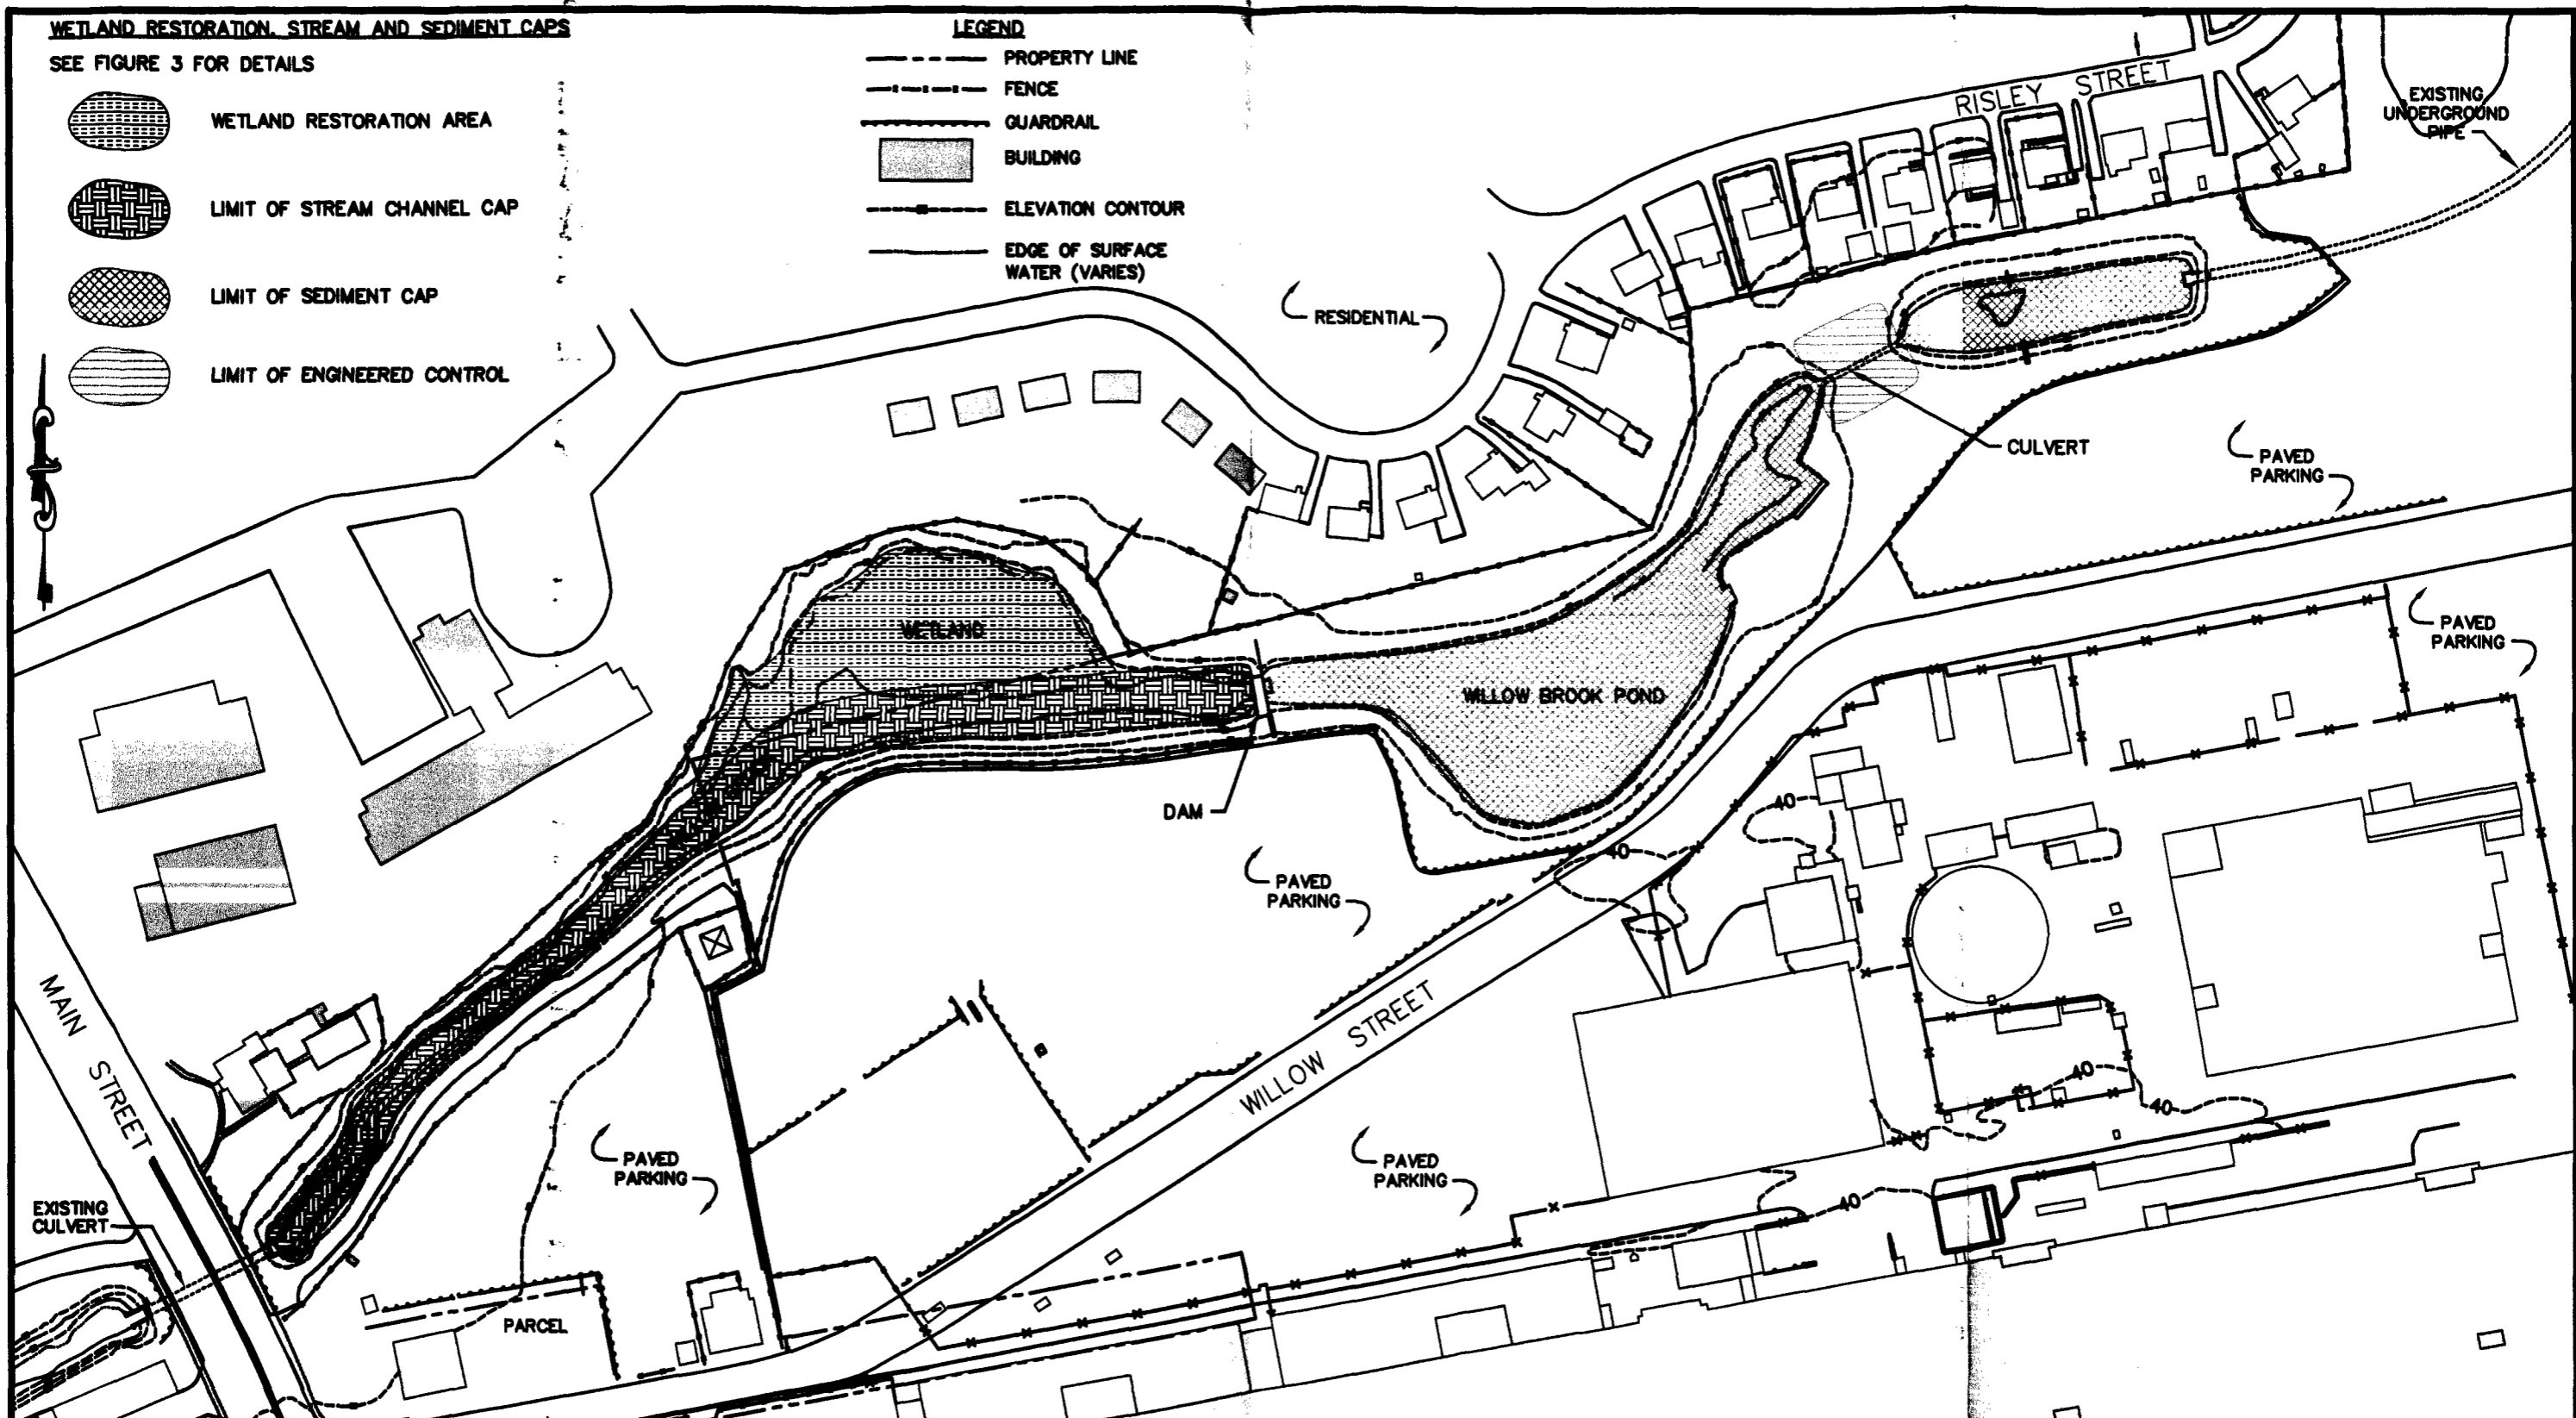 WETLAND RESTORATION, STREAM AND SEDIMENT CAPS
SEE FIGURE 3 FOR DETAILS
WETLAND RESTORATION AREA
LIMIT OF STREAM CHANNEL CAP
LIMIT OF SEDIMENT CAP
LIMIT OF ENGINEERED CONTROL
LEGEND
PROPERTY LINE
FENCE
GUARDRAIL
BUILDING
ELEVATION CONTOUR
EDGE OF SURFACE
WATER (VARIES)
RISLEY STREET
EXISTING
UNDERGROUND
PIPE
RESIDENTIAL
CULVERT
PAVED
PARKING
PAVED
PARKING
WETLAND
WILLOW BROOK POND
DAM
40
40
PAVED
PARKING
MAIN STREET
WILLOW STREET
40
40
PAVED
PARKING
PAVED
PARKING
40
EXISTING
CULVERT
PARCEL